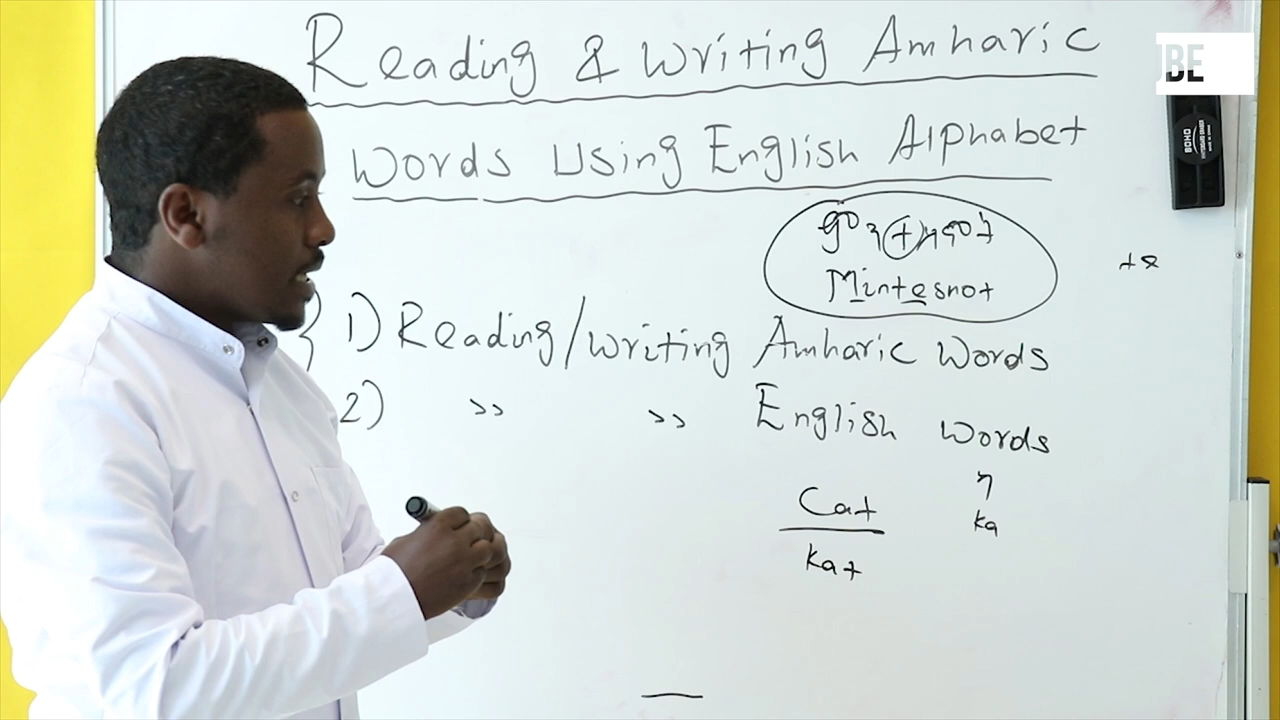 Reading & Writing Amharic
Words Using English Alphabet
ምንተስኖት
Mintesnot
1) Reading/Writing Amharic Words
2) >> >> English Words
Cat
ካ
kat
ka
BE